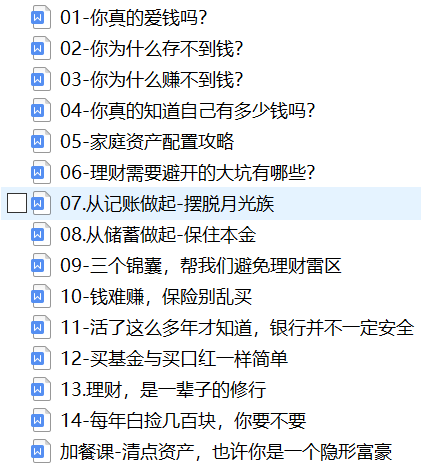 01-你真的爱钱吗?
02-你为什么存不到钱?
03-你为什么赚不到钱?
04-你真的知道自己有多少钱吗?
05-家庭资产配置攻略
06-理财需要避开的大坑有哪些?
07.从记账做起-摆脱月光族
08.从储蓄做起-保住本金
09-三个锦囊，帮我们避免理财雷区
10-钱难赚，保险别乱买
11-活了这么多年才知道，银行并不一定安全
12-买基金与买口红一样简单
13.理财，是一辈子的修行
14-每年白捡几百块，你要不要
加餐课-清点资产，也许你是一个隐形富豪